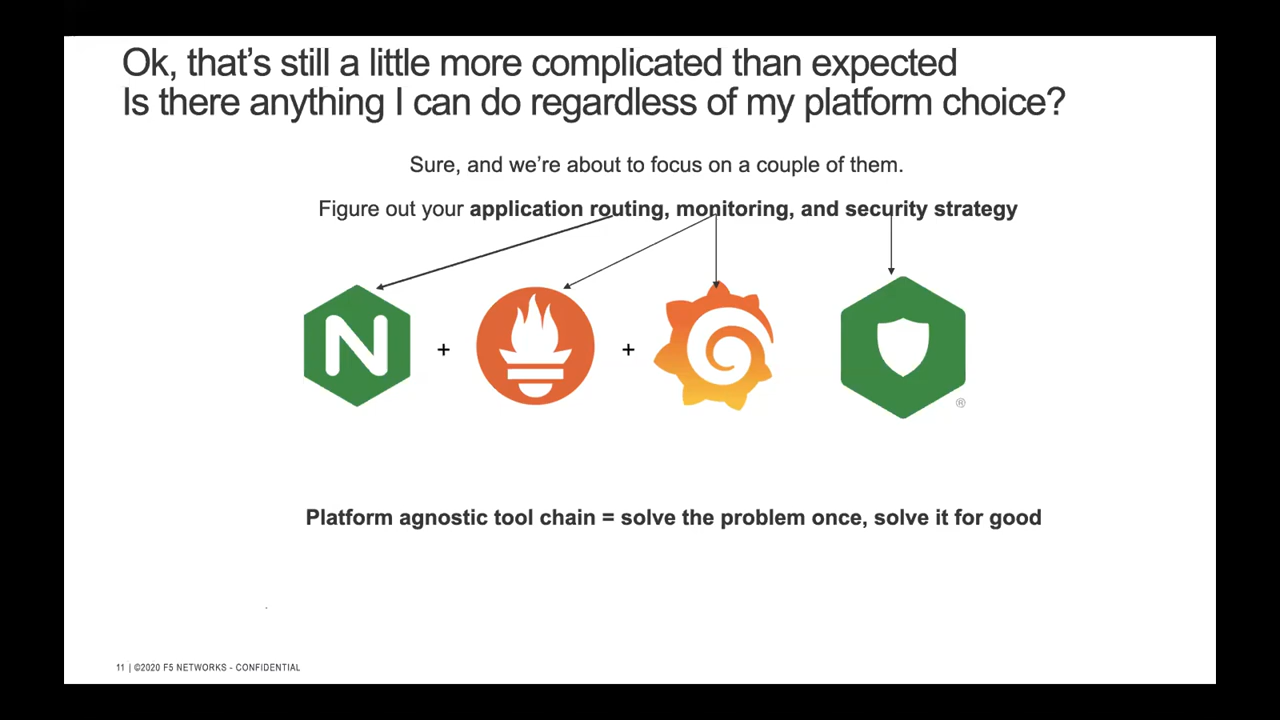 Ok, that’s still a little more complicated than expected
Is there anything I can do regardless of my platform choice?
Sure, and we’re about to focus on a couple of them.
Figure out your application routing, monitoring, and security strategy
N + + ®
Platform agnostic tool chain = solve the problem once, solve it for good
11 | ©2020 F5 NETWORKS - CONFIDENTIAL